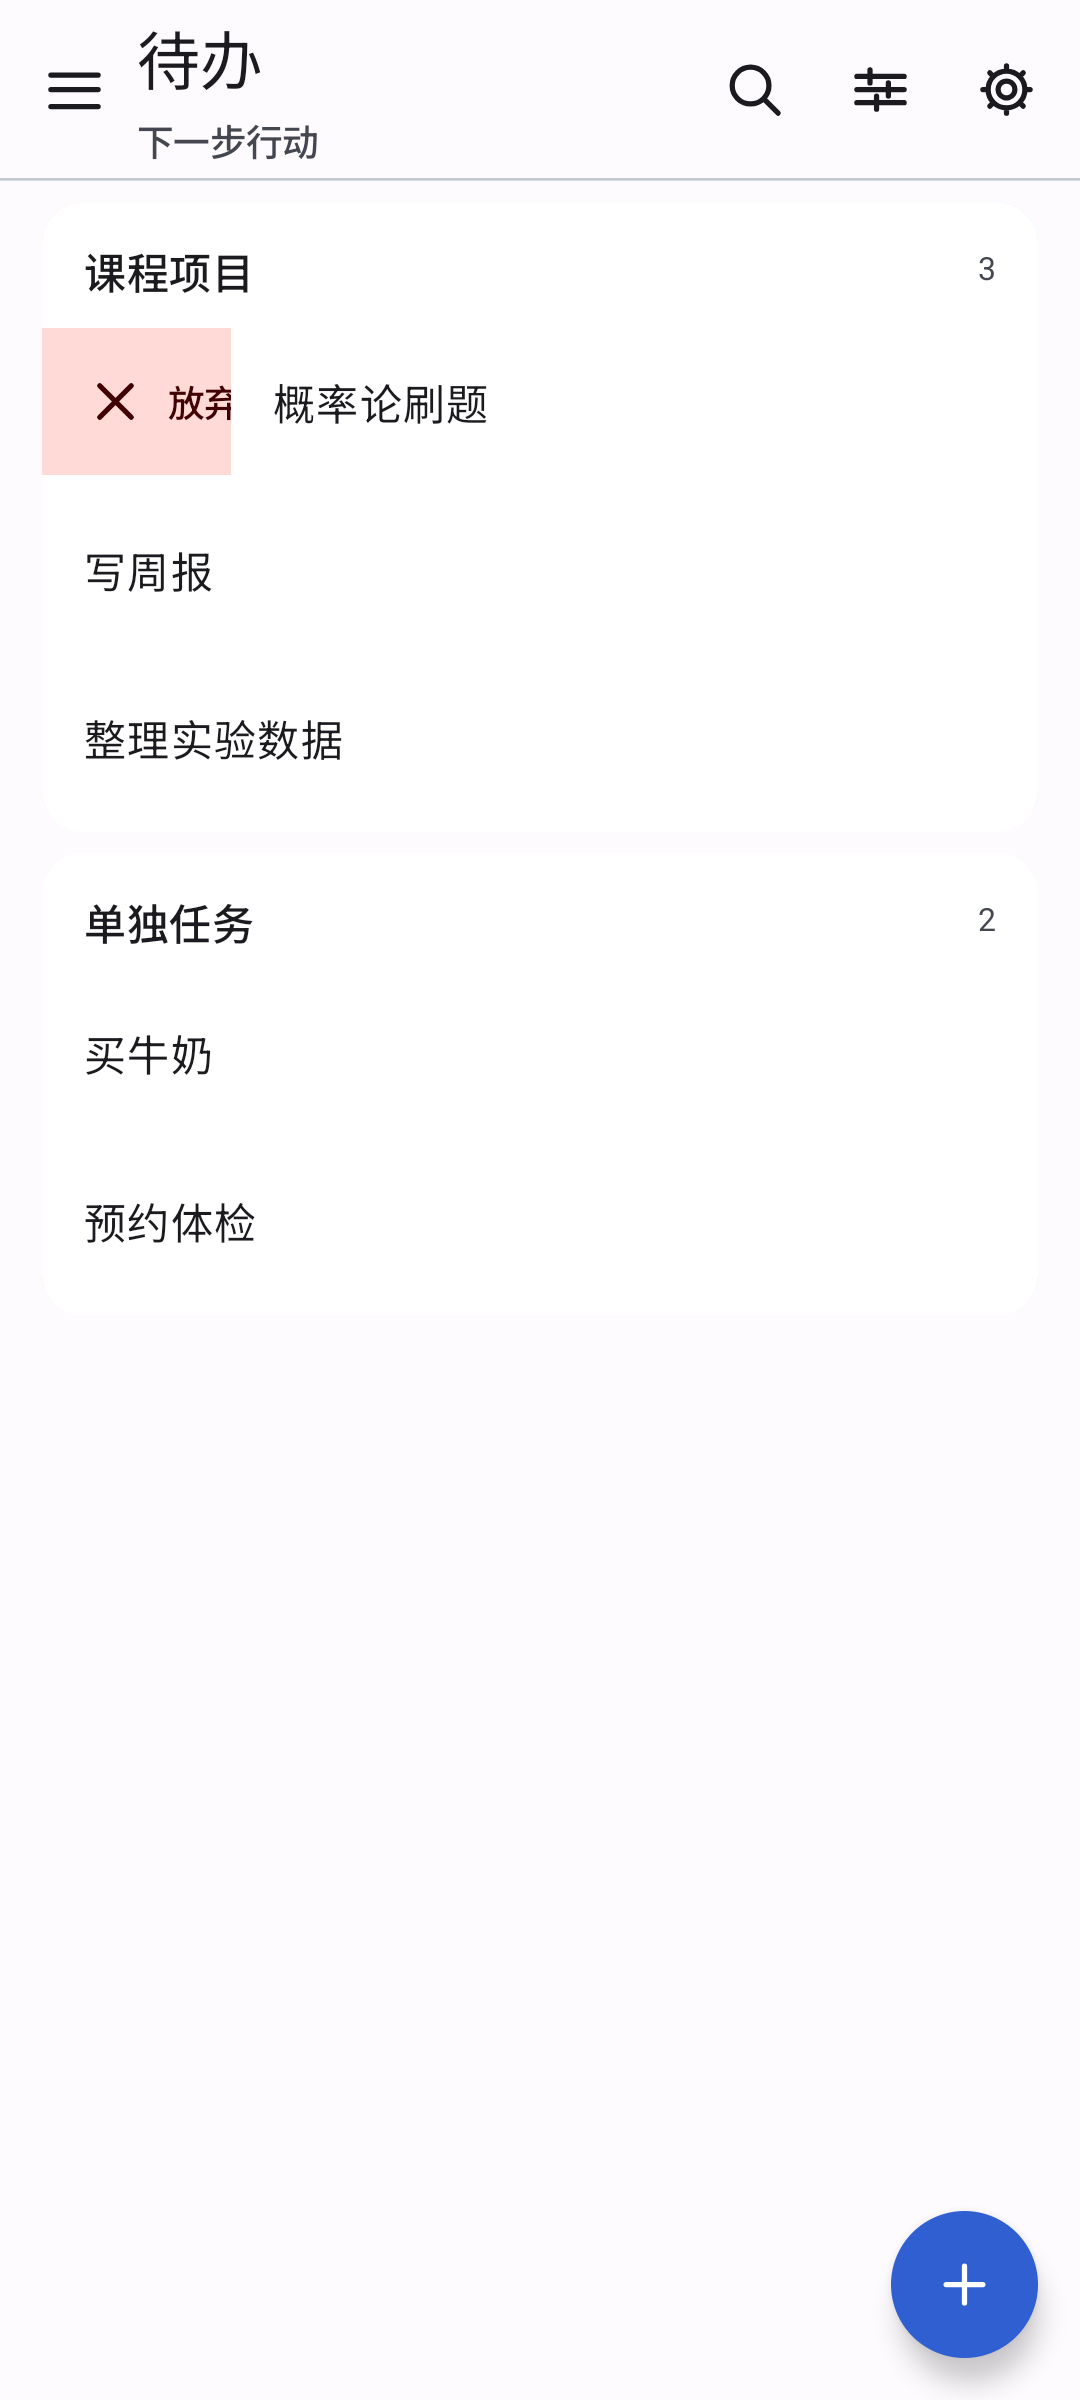 待办
下一步行动
课程项目 3
放弃 概率论刷题
写周报
整理实验数据
单独任务 2
买牛奶
预约体检